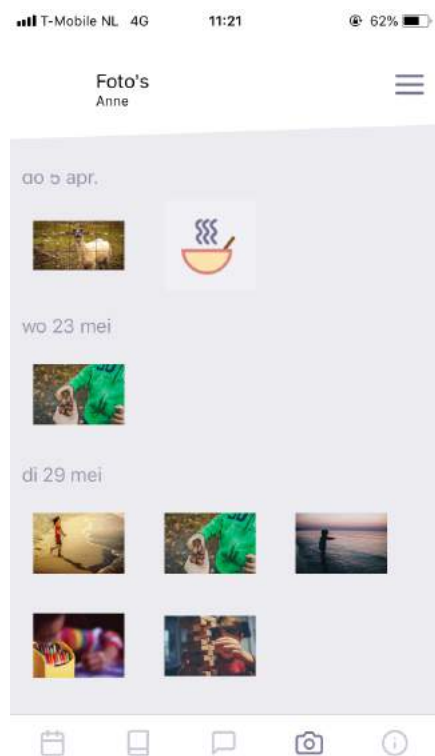 T-Mobile NL 4G 11:21 62%
Foto's
Anne
do 5 apr.
wo 23 mei
di 29 mei